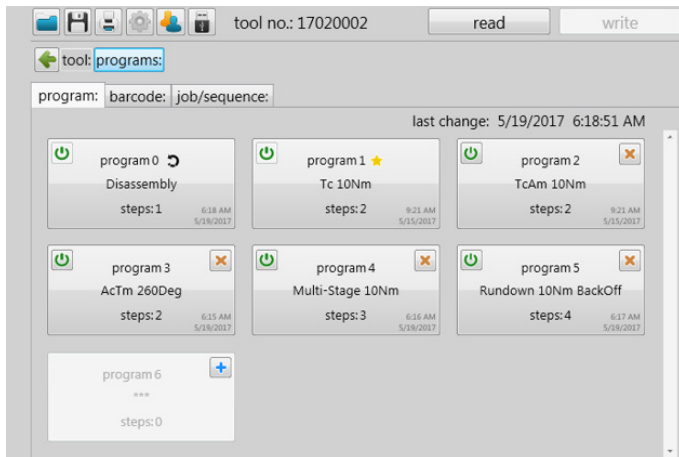 tool no.: 17020002 read write
tool: programs:
program: barcode: job/sequence:
last change: 5/19/2017 6:18:51 AM
program 0
Disassembly
steps: 1
6:18 AM
5/19/2017
program 1
Tc 10Nm
steps: 2
9:21 AM
5/15/2017
program 2
TcAm 10Nm
steps: 2
9:21 AM
5/15/2017
program 3
AcTm 260Deg
steps: 2
6:15 AM
5/19/2017
program 4
Multi-Stage 10Nm
steps: 3
6:16 AM
5/19/2017
program 5
Rundown 10Nm BackOff
steps: 4
6:17 AM
5/19/2017
program 6
***
steps: 0